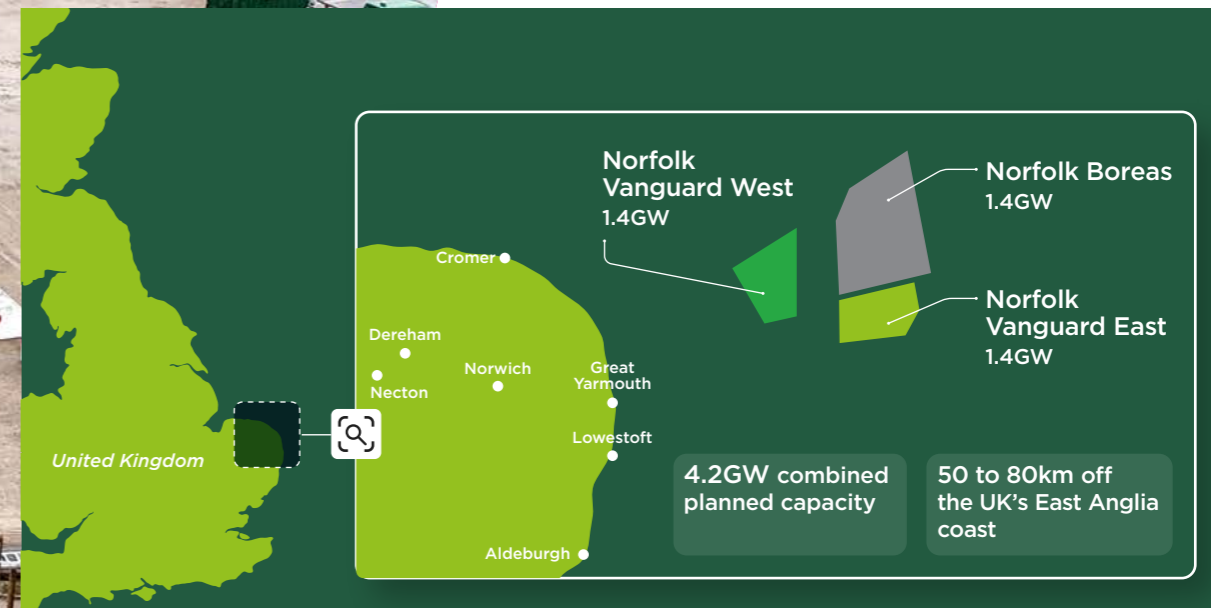 Norfolk
Vanguard West
1.4GW
Norfolk Boreas
1.4GW
Norfolk
Vanguard East
1.4GW
Cromer
Dereham
Necton
Norwich
Great
Yarmouth
Lowestoft
Aldeburgh
United Kingdom
4.2GW combined
planned capacity
50 to 80km off
the UK's East Anglia
coast